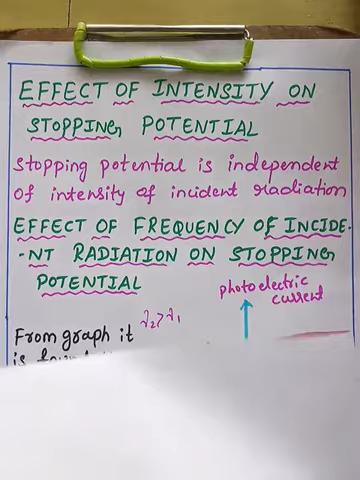 EFFECT OF INTENSITY ON
STOPPING POTENTIAL
Stopping potential is independent
of intensity of incident radiation
EFFECT OF FREQUENCY OF INCIDE-
-NT RADIATION ON STOPPING
POTENTIAL
photoelectric
current
From graph it
is